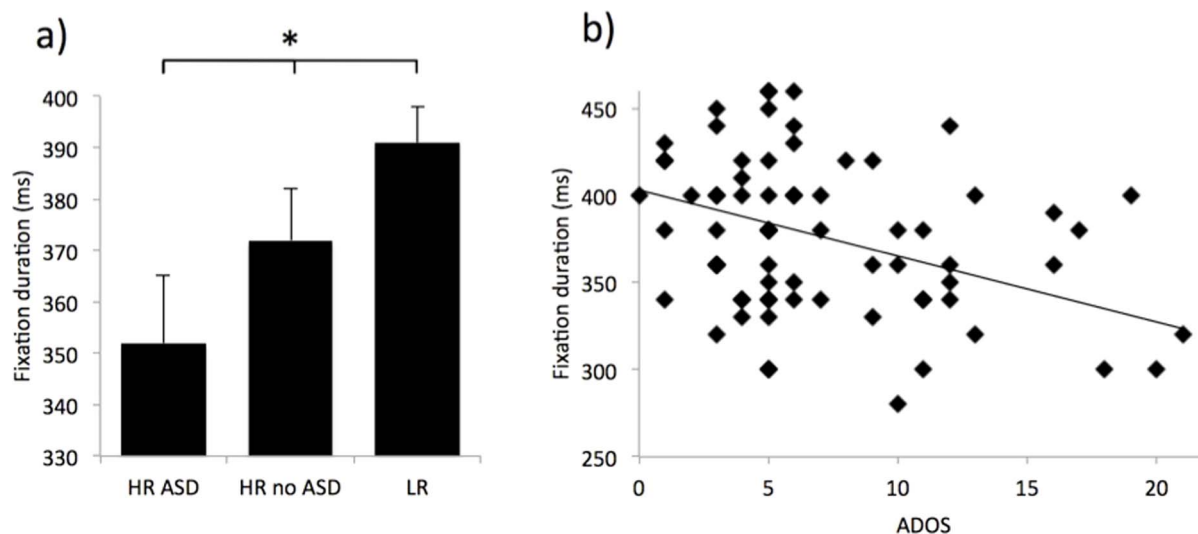 a)
*
Fixation duration (ms)
400
390
380
370
360
350
340
330
HR ASD HR no ASD LR
b)
Fixation duration (ms)
450
400
350
300
250
0 5 10 15 20
ADOS